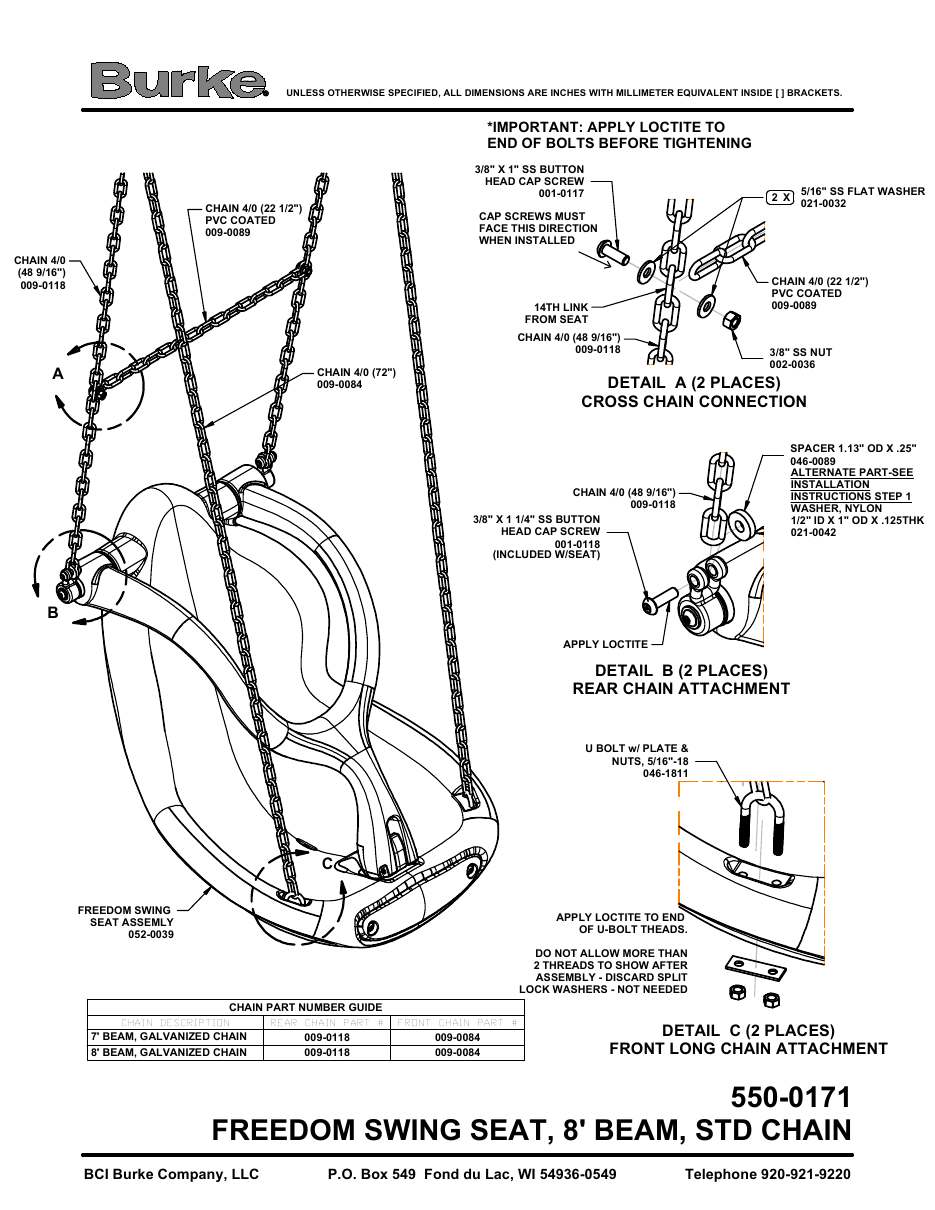 Burke
UNLESS OTHERWISE SPECIFIED, ALL DIMENSIONS ARE INCHES WITH MILLIMETER EQUIVALENT INSIDE [ ] BRACKETS.
*IMPORTANT: APPLY LOCTITE TO
END OF BOLTS BEFORE TIGHTENING
CHAIN 4/0 (22 1/2")
PVC COATED
009-0089
CHAIN 4/0
(48 9/16")
009-0118
A
CHAIN 4/0 (72")
009-0084
B
C
FREEDOM SWING
SEAT ASSEMLY
052-0039
3/8" X 1" SS BUTTON
HEAD CAP SCREW
001-0117
CAP SCREWS MUST
FACE THIS DIRECTION
WHEN INSTALLED
2 X
5/16" SS FLAT WASHER
021-0032
CHAIN 4/0 (22 1/2")
PVC COATED
009-0089
14TH LINK
FROM SEAT
CHAIN 4/0 (48 9/16")
009-0118
3/8" SS NUT
002-0036
DETAIL A (2 PLACES)
CROSS CHAIN CONNECTION
SPACER 1.13" OD X .25"
046-0089
ALTERNATE PART-SEE
INSTALLATION
INSTRUCTIONS STEP 1
WASHER, NYLON
1/2" ID X 1" OD X .125THK
021-0042
CHAIN 4/0 (48 9/16")
009-0118
3/8" X 1 1/4" SS BUTTON
HEAD CAP SCREW
001-0118
(INCLUDED W/SEAT)
APPLY LOCTITE
DETAIL B (2 PLACES)
REAR CHAIN ATTACHMENT
U BOLT w/ PLATE &
NUTS, 5/16"-18
046-1811
APPLY LOCTITE TO END
OF U-BOLT THEADS.
DO NOT ALLOW MORE THAN
2 THREADS TO SHOW AFTER
ASSEMBLY - DISCARD SPLIT
LOCK WASHERS - NOT NEEDED
DETAIL C (2 PLACES)
FRONT LONG CHAIN ATTACHMENT
CHAIN PART NUMBER GUIDE
CHAIN DESCRIPTION REAR CHAIN PART # FRONT CHAIN PART #
7' BEAM, GALVANIZED CHAIN 009-0118 009-0084
8' BEAM, GALVANIZED CHAIN 009-0118 009-0084
550-0171
FREEDOM SWING SEAT, 8' BEAM, STD CHAIN
BCI Burke Company, LLC P.O. Box 549 Fond du Lac, WI 54936-0549 Telephone 920-921-9220